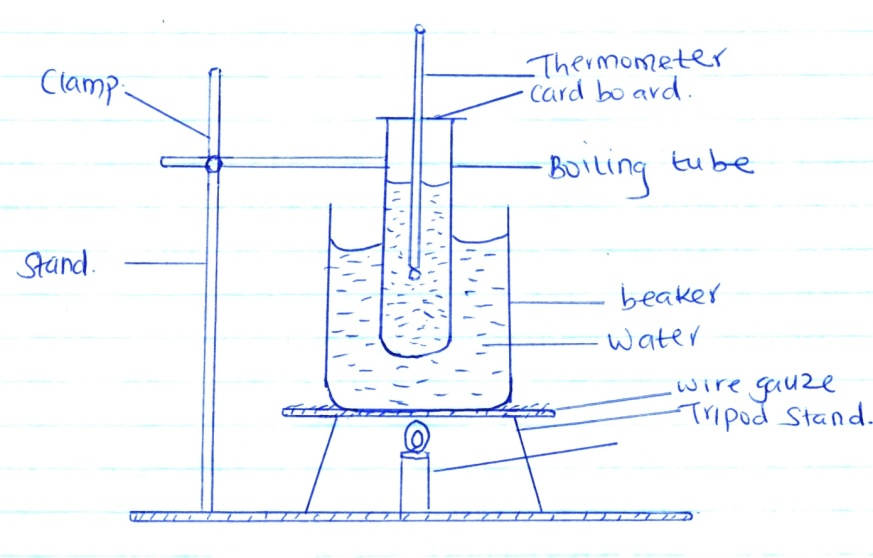 Thermometer
Clamp.
card board.
Boiling tube
Stand.
beaker
Water
wire gauze
Tripod Stand.